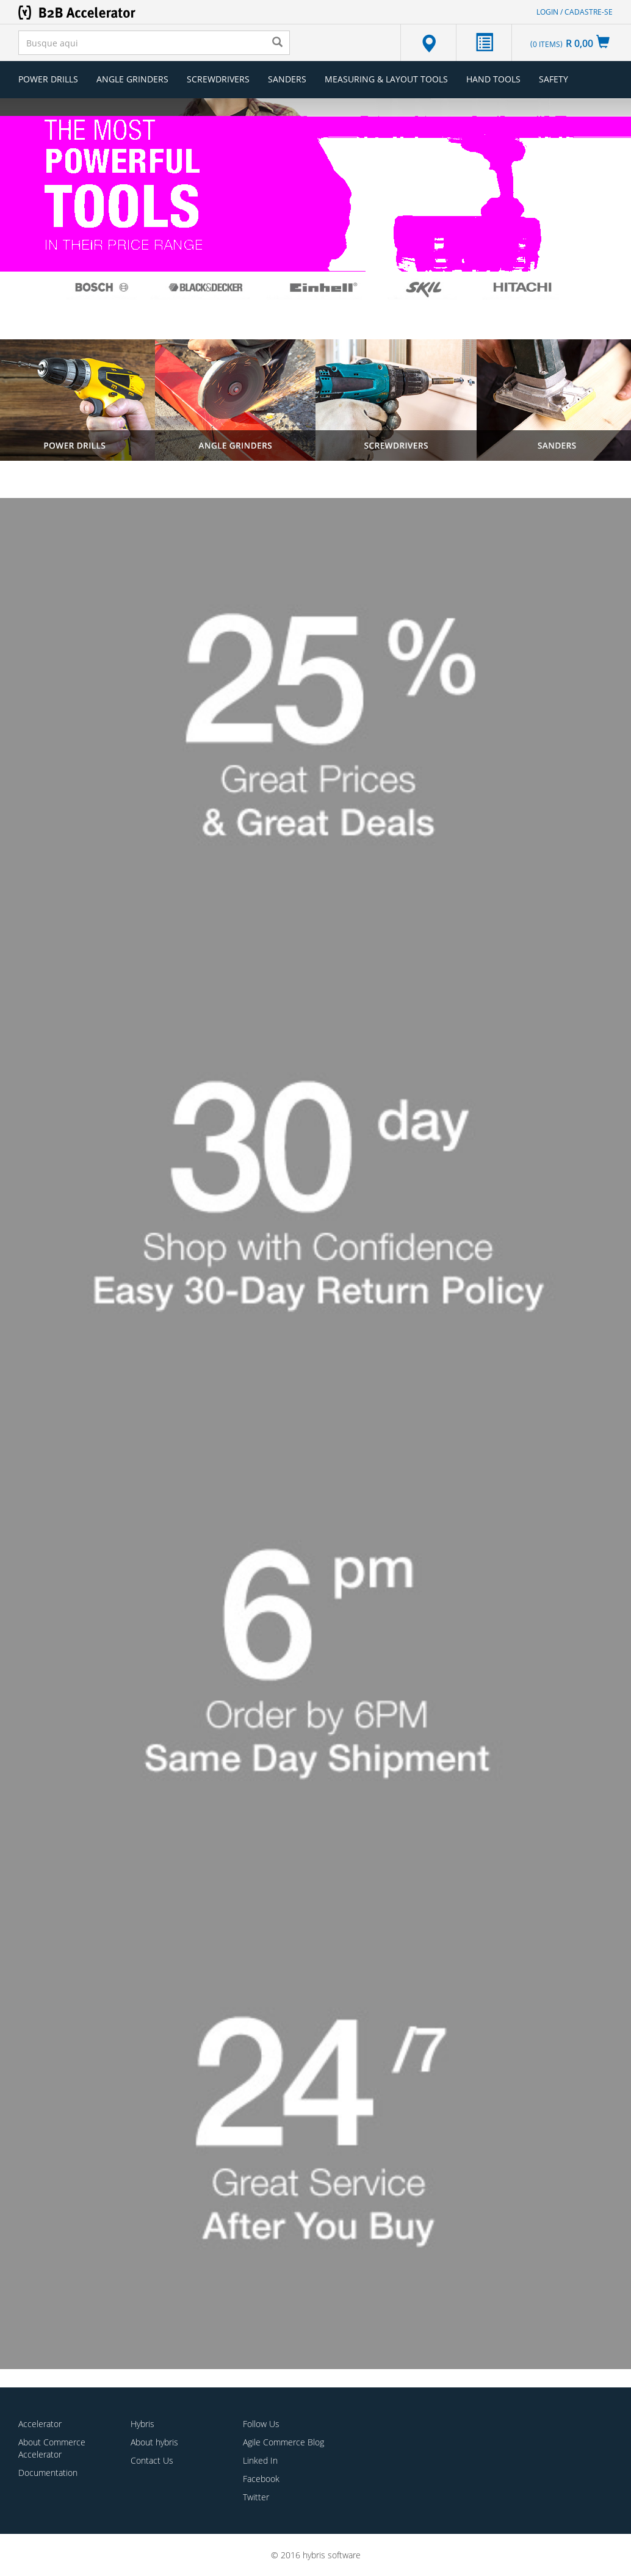 B2B Accelerator
LOGIN / CADASTRE-SE
Busque aqui
(0 ITEMS) R 0,00
POWER DRILLS ANGLE GRINDERS SCREWDRIVERS SANDERS MEASURING & LAYOUT TOOLS HAND TOOLS SAFETY
THE MOST
POWERFUL
TOOLS
IN THEIR PRICE RANGE
BOSCH BLACK&DECKER Einhell SKIL HITACHI
POWER DRILLS ANGLE GRINDERS SCREWDRIVERS SANDERS
25 %
Great Prices
& Great Deals
30 day
Shop with Confidence
Easy 30-Day Return Policy
6 pm
Order by 6PM
Same Day Shipment
24 /7
Great Service
After You Buy
Accelerator
About Commerce
Accelerator
Documentation
Hybris
About hybris
Contact Us
Follow Us
Agile Commerce Blog
Linked In
Facebook
Twitter
© 2016 hybris software